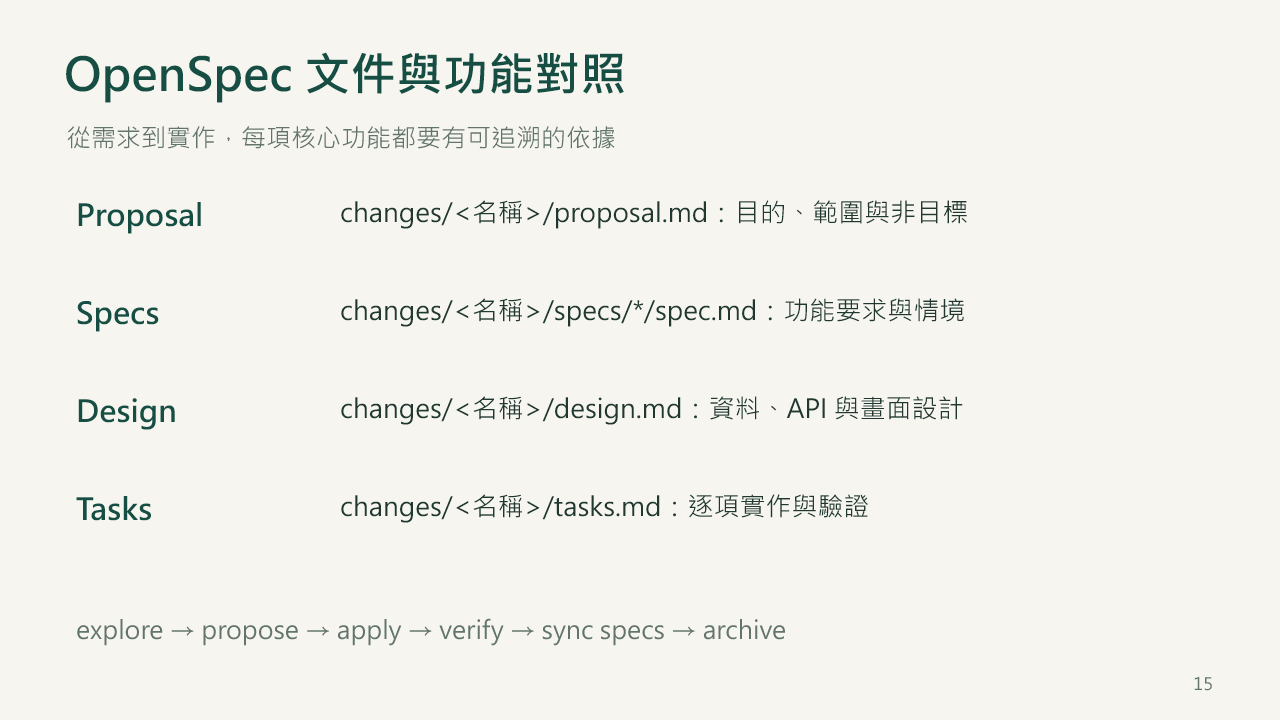 OpenSpec 文件與功能對照
從需求到實作，每項核心功能都要有可追溯的依據
Proposal
changes/<名稱>/proposal.md：目的、範圍與非目標
Specs
changes/<名稱>/specs/*/spec.md：功能要求與情境
Design
changes/<名稱>/design.md：資料、API 與畫面設計
Tasks
changes/<名稱>/tasks.md：逐項實作與驗證
explore → propose → apply → verify → sync specs → archive
15